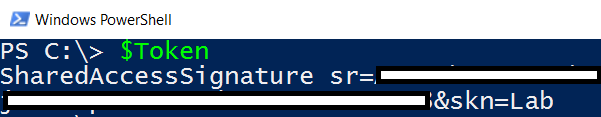 Windows PowerShell
PS C:\> $Token
SharedAccessSignature sr=
&skn=Lab